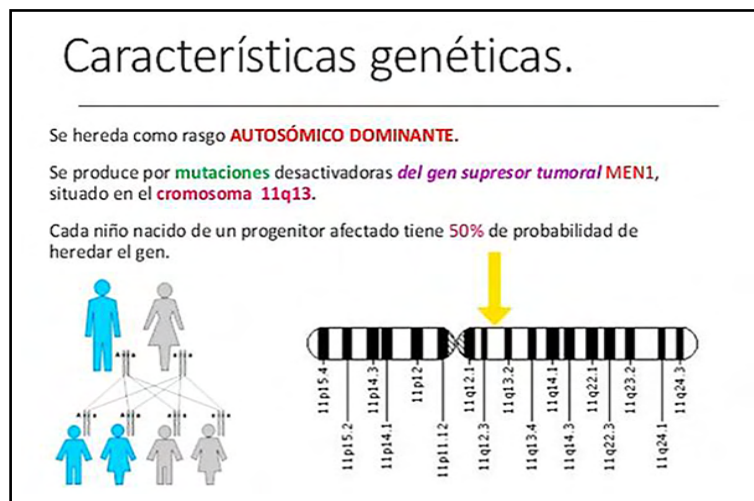 Características genéticas.
Se hereda como rasgo AUTOSÓMICO DOMINANTE.
Se produce por mutaciones desactivadoras del gen supresor tumoral MEN1,
situado en el cromosoma 11q13.
Cada niño nacido de un progenitor afectado tiene 50% de probabilidad de
heredar el gen.
11p15.4
11p15.2
11p14.3
11p14.1
11p12
11p11.12
11q12.1
11q12.3
11q13.2
11q13.4
11q14.1
11q14.3
11q22.1
11q22.3
11q23.2
11q24.1
11q24.3